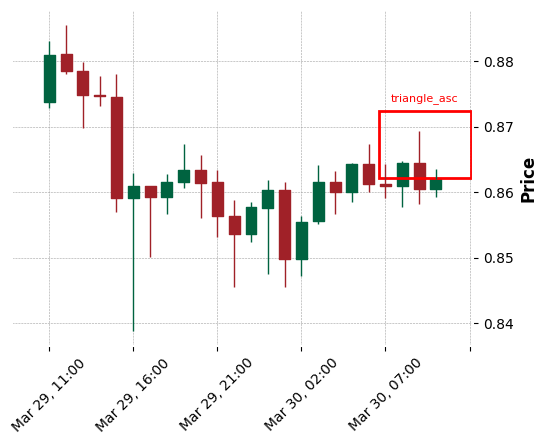 triangle_asc
0.88
0.87
0.86
0.85
0.84
Price
Mar 29, 11:00
Mar 29, 16:00
Mar 29, 21:00
Mar 30, 02:00
Mar 30, 07:00